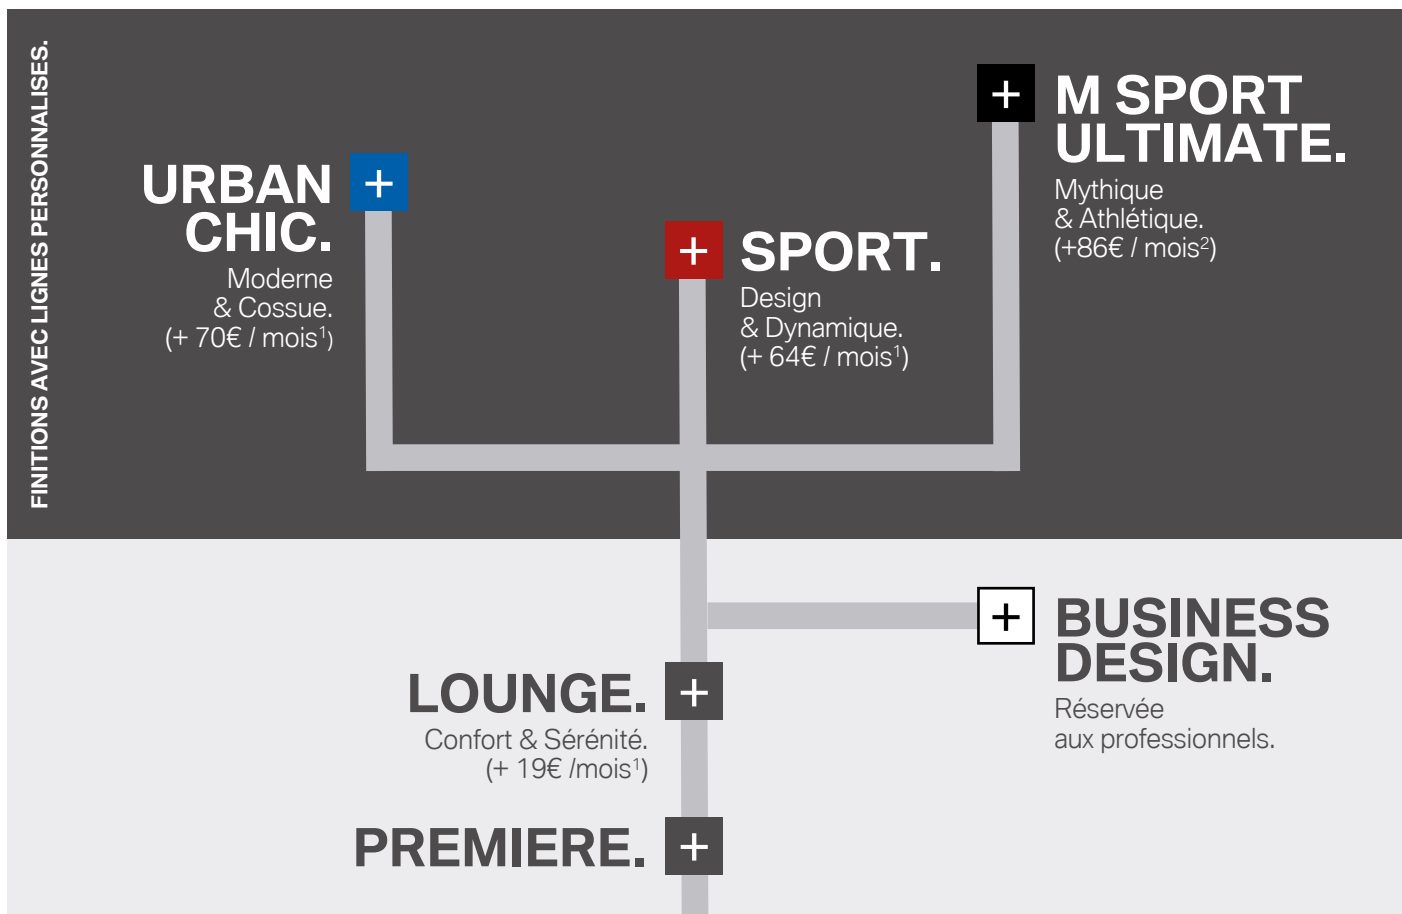 FINITIONS AVEC LIGNES PERSONNALISES.
URBAN
CHIC.
Moderne
& Cossue.
(+ 70€ / mois¹)
SPORT.
Design
& Dynamique.
(+ 64€ / mois¹)
M SPORT
ULTIMATE.
Mythique
& Athlétique.
(+86€ / mois²)
BUSINESS
DESIGN.
Réservée
aux professionnels.
LOUNGE.
Confort & Sérénité.
(+ 19€ /mois¹)
PREMIERE.